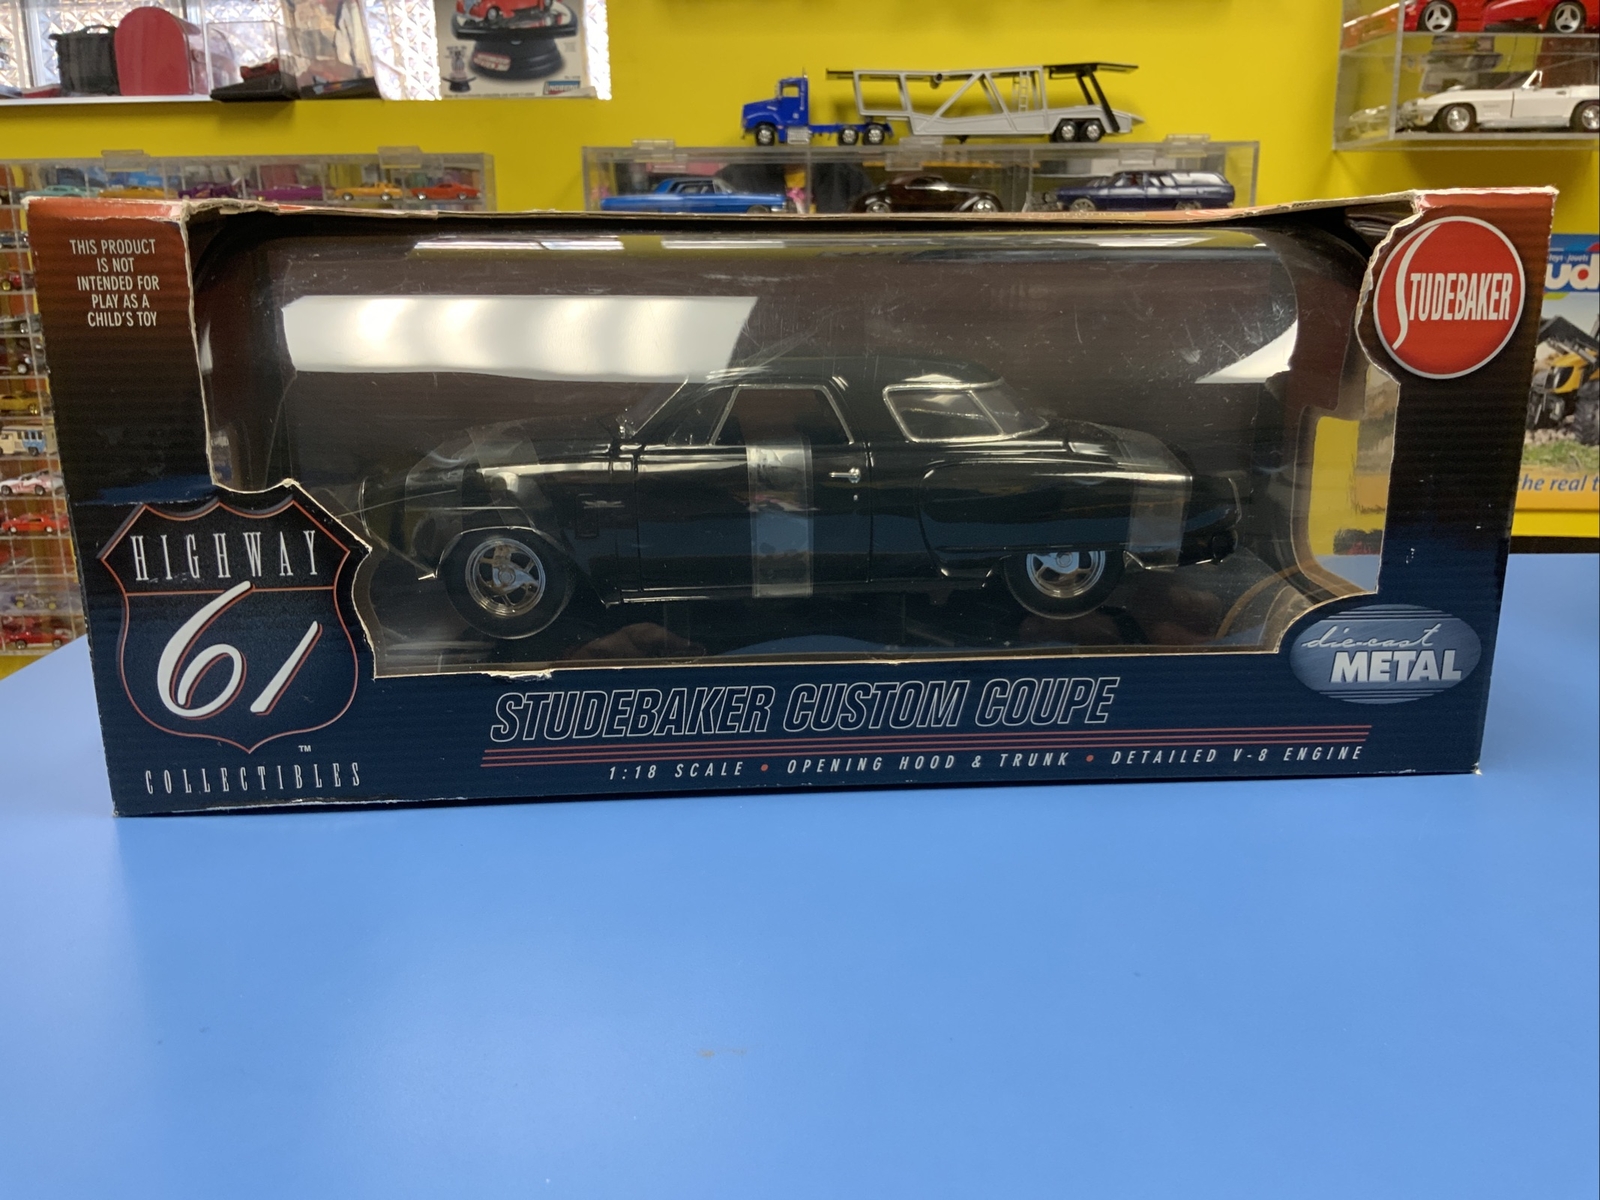 THIS PRODUCT
IS NOT
INTENDED FOR
PLAY AS A
CHILD'S TOY
STUDEBAKER
HIGHWAY
61
TM
COLLECTIBLES
die-cast
METAL
STUDEBAKER CUSTOM COUPE
1:18 SCALE • OPENING HOOD & TRUNK • DETAILED V-8 ENGINE
the real